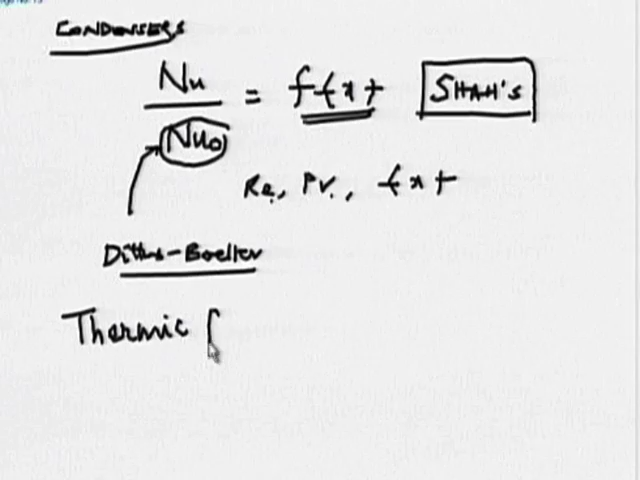 CONDENSERS
Nu
= f(x) SHAH'S
Nu₀
Re, Pr, f(x)
Dittus-Boelter
Thermic